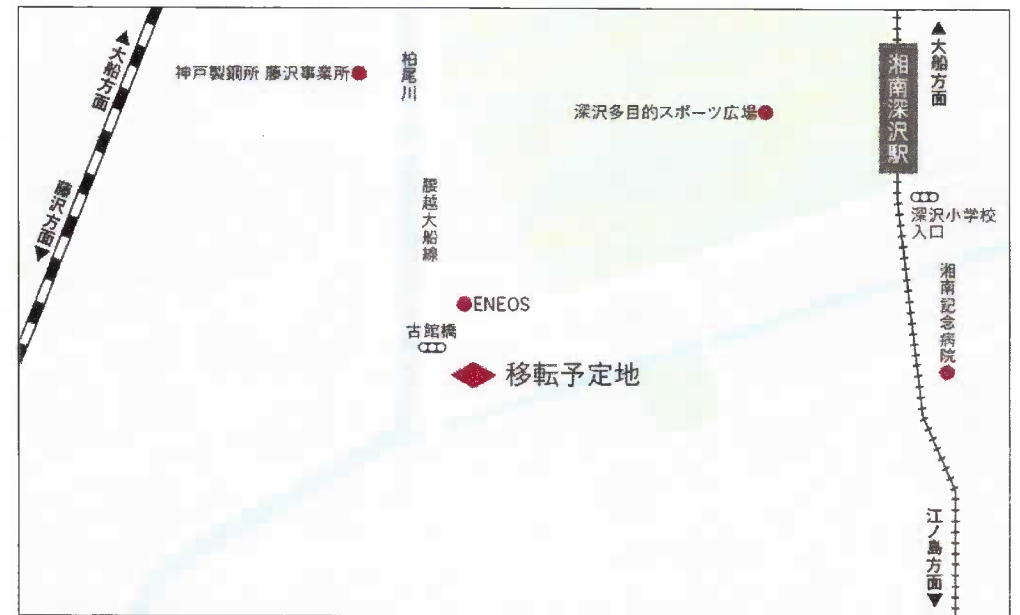 ▲大船方面
藤沢方面▼
神戸製鋼所 藤沢事業所
柏尾川
腰越大船線
深沢多目的スポーツ広場
▲大船方面
湘南深沢駅
深沢小学校
入口
湘南記念病院
ENEOS
古館橋
移転予定地
江ノ島方面▼